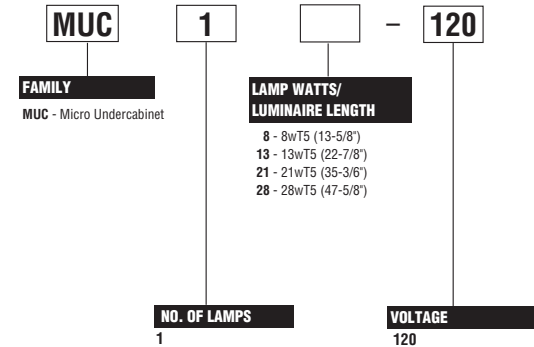 MUC 1 – 120
FAMILY
MUC - Micro Undercabinet
LAMP WATTS/
LUMINAIRE LENGTH
8 - 8wT5 (13-5/8")
13 - 13wT5 (22-7/8")
21 - 21wT5 (35-3/6")
28 - 28wT5 (47-5/8")
NO. OF LAMPS
1
VOLTAGE
120